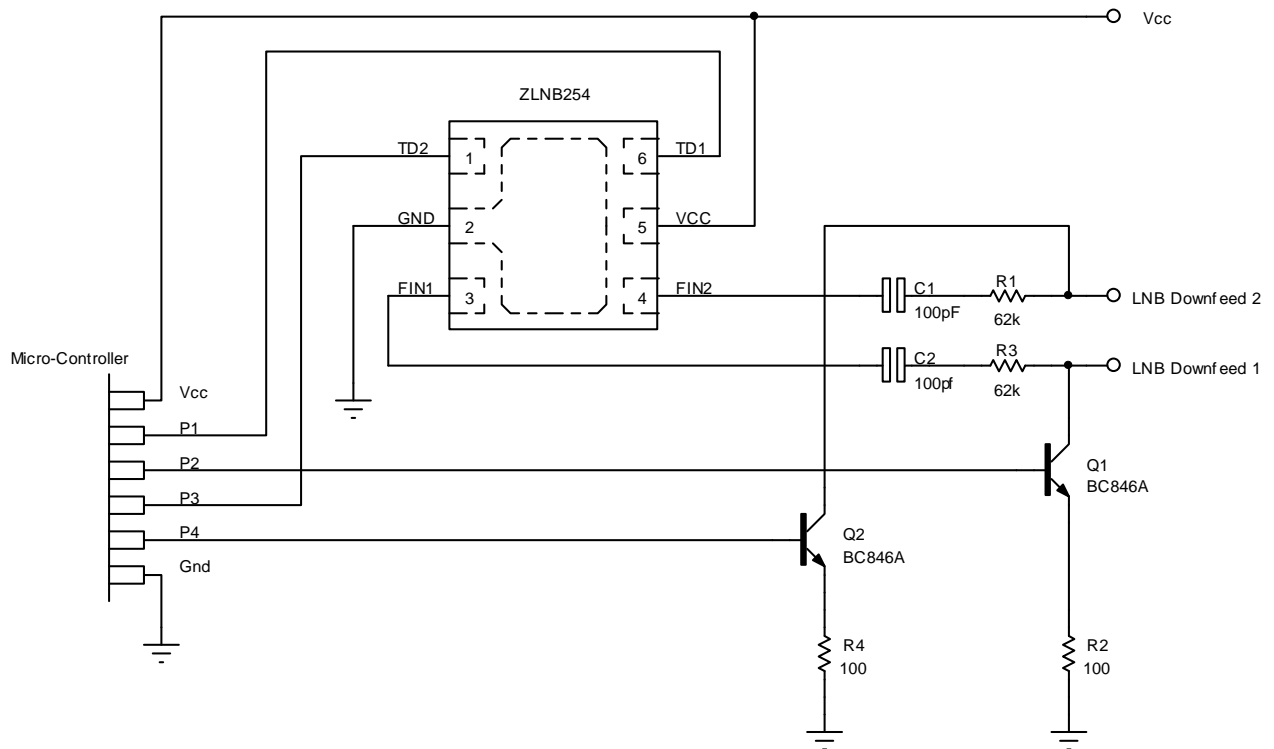 Vcc
ZLNB254
TD2 1 6 TD1
GND 2 5 VCC
FIN1 3 4 FIN2
C1 R1
100pF 62k
LNB Downfeed 2
C2 R3
100pf 62k
LNB Downfeed 1
Micro-Controller
Vcc
P1
P2
P3
P4
Gnd
Q1
BC846A
Q2
BC846A
R4
100
R2
100